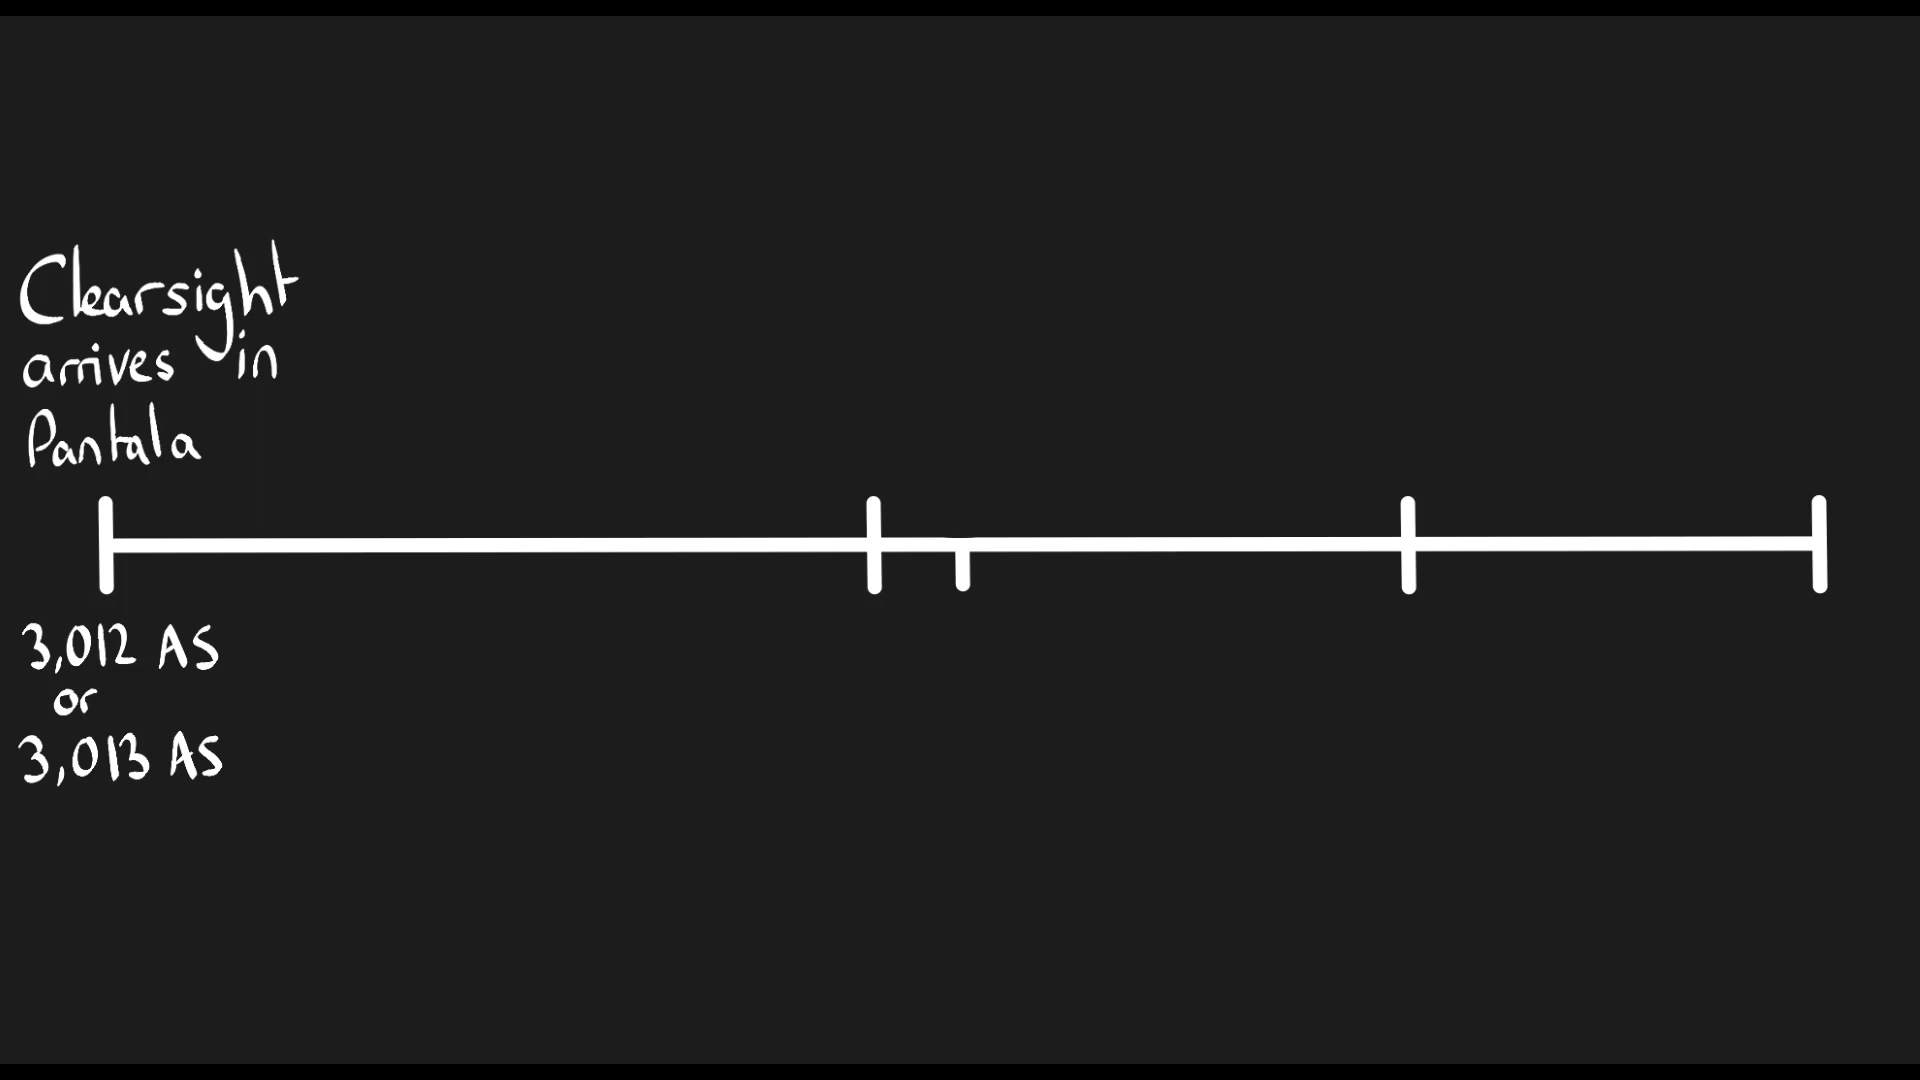 Clearsight
arrives in
Pantala
3,012 AS
or
3,013 AS